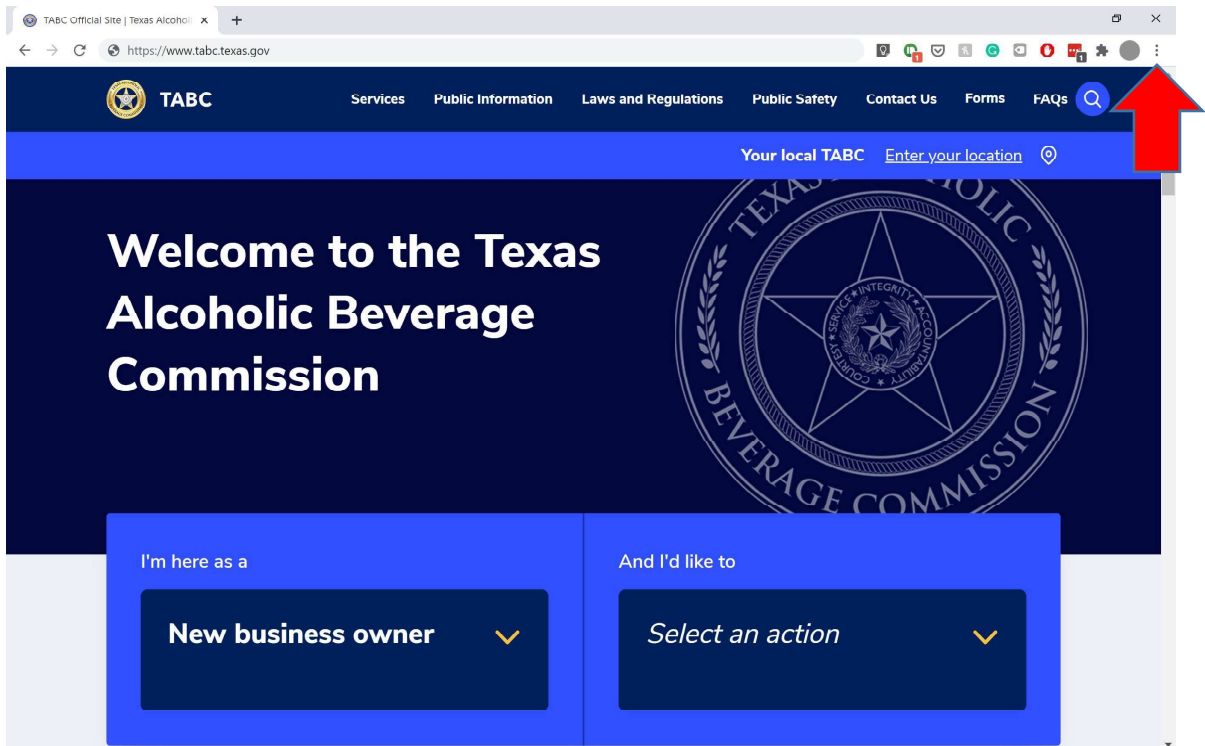 TABC Official Site | Texas Alcoholi
https://www.tabc.texas.gov
1
1
TABC
Services
Public Information
Laws and Regulations
Public Safety
Contact Us
Forms
FAQs
Your local TABC
Enter your location
Welcome to the Texas
Alcoholic Beverage
Commission
TEXAS ALCOHOLIC
BEVERAGE COMMISSION
COURTESY ★ SERVICE ★ INTEGRITY ★ ACCOUNTABILITY ★
I'm here as a
And I'd like to
New business owner
Select an action